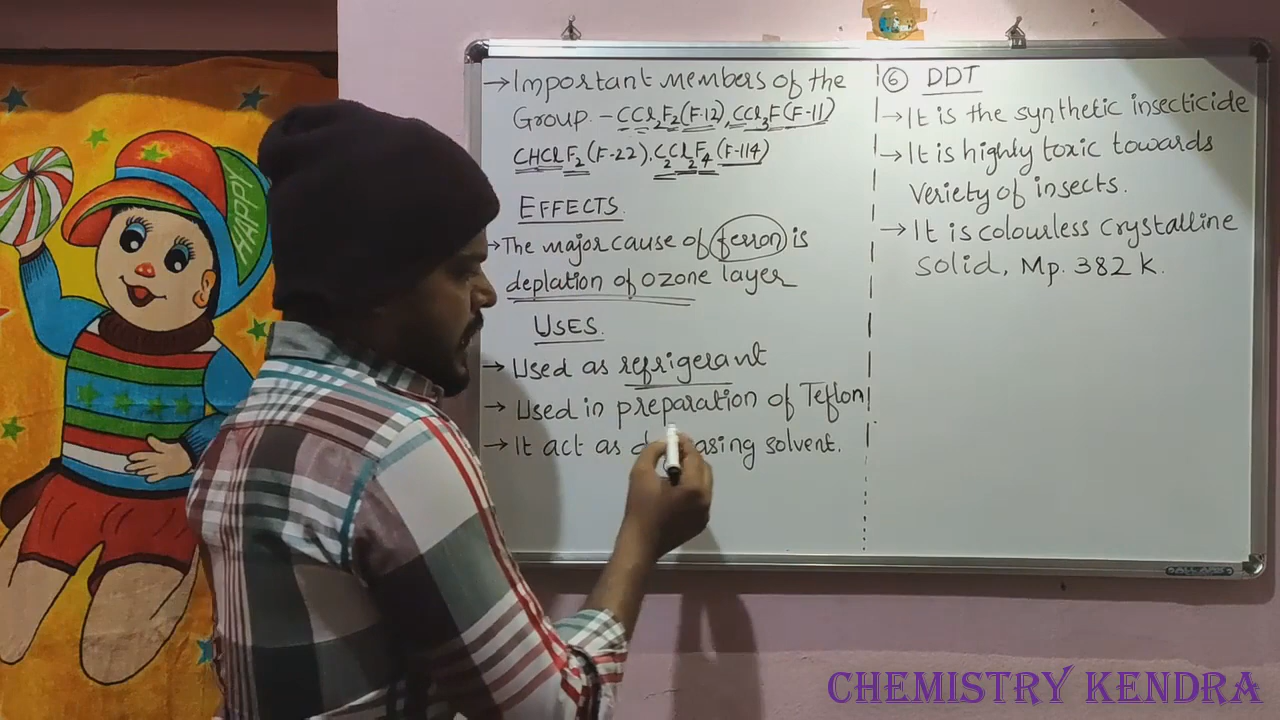 → Important members of the
Group. – CCl2F2(F-12), CCl3F(F-11)
CHClF2(F-22). C2Cl2F4(F-114)
EFFECTS
→ The major cause of ferron is
deplation of ozone layer
USES.
→ Used as refrigerant
→ Used in preparation of Teflon
→ It act as asing solvent.
⑥ DDT
→ It is the synthetic insecticide
→ It is highly toxic towards
Veriety of insects.
→ It is colourless crystalline
solid, Mp. 382 k.
HAPPY
CHEMISTRY KENDRA